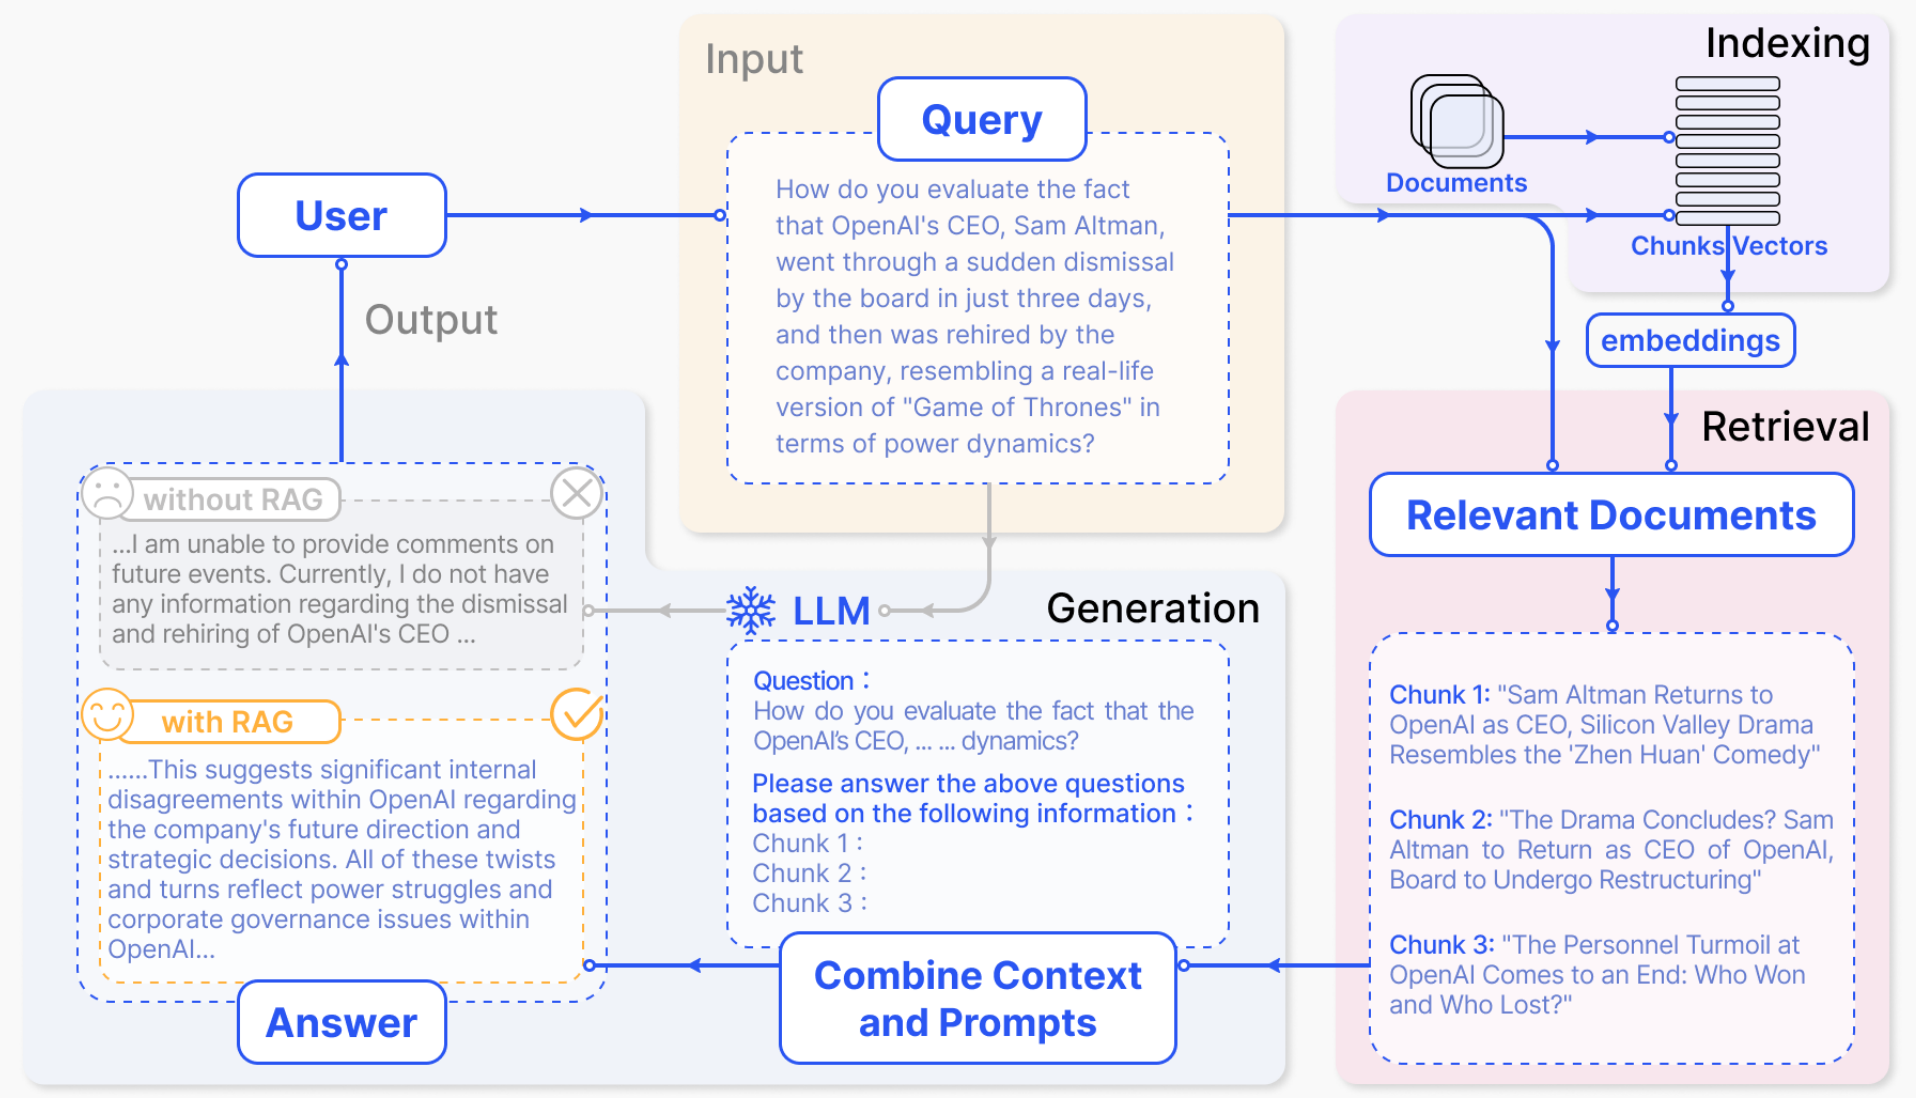 Input
Query
How do you evaluate the fact
that OpenAI's CEO, Sam Altman,
went through a sudden dismissal
by the board in just three days,
and then was rehired by the
company, resembling a real-life
version of "Game of Thrones" in
terms of power dynamics?
Indexing
Documents
Chunks Vectors
embeddings
User
Output
Retrieval
Relevant Documents
Chunk 1: "Sam Altman Returns to
OpenAI as CEO, Silicon Valley Drama
Resembles the 'Zhen Huan' Comedy"
Chunk 2: "The Drama Concludes? Sam
Altman to Return as CEO of OpenAI,
Board to Undergo Restructuring"
Chunk 3: "The Personnel Turmoil at
OpenAI Comes to an End: Who Won
and Who Lost?"
Generation
LLM
Question :
How do you evaluate the fact that the
OpenAI's CEO, ... ... dynamics?
Please answer the above questions
based on the following information :
Chunk 1 :
Chunk 2 :
Chunk 3 :
Combine Context
and Prompts
without RAG
...I am unable to provide comments on
future events. Currently, I do not have
any information regarding the dismissal
and rehiring of OpenAI's CEO ...
with RAG
......This suggests significant internal
disagreements within OpenAI regarding
the company's future direction and
strategic decisions. All of these twists
and turns reflect power struggles and
corporate governance issues within
OpenAI...
Answer